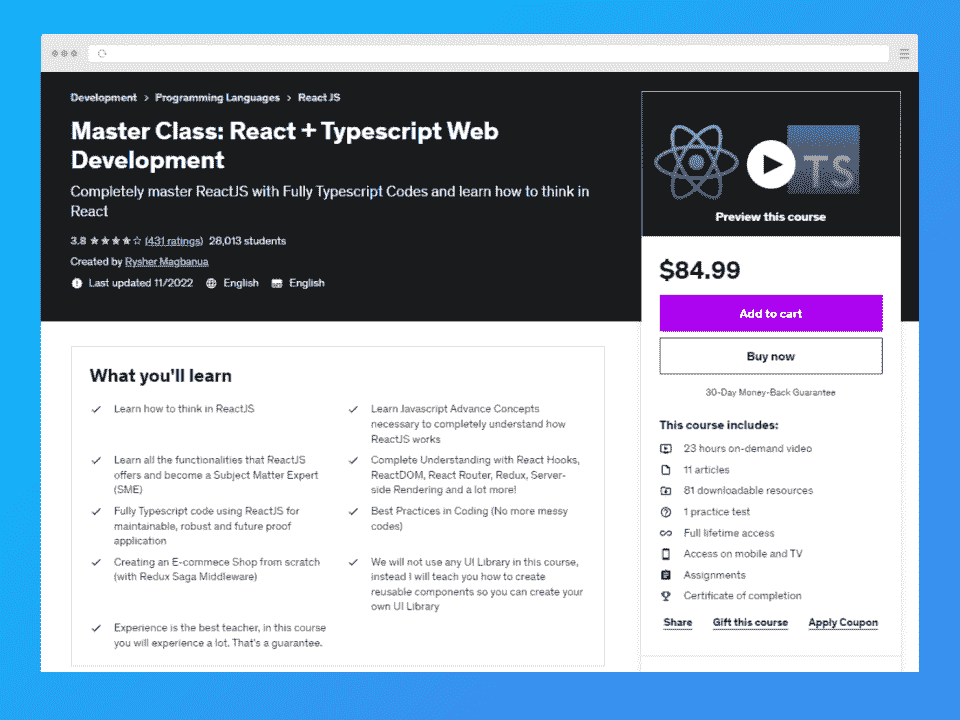 Development > Programming Languages > React JS
Master Class: React + Typescript Web
Development
Completely master ReactJS with Fully Typescript Codes and learn how to think in
React
3.8 (431 ratings) 28,013 students
Created by Rysher Magbanua
Last updated 11/2022 English English
TS
Preview this course
$84.99
Add to cart
Buy now
30-Day Money-Back Guarantee
This course includes:
23 hours on-demand video
11 articles
81 downloadable resources
1 practice test
Full lifetime access
Access on mobile and TV
Assignments
Certificate of completion
Share Gift this course Apply Coupon
What you'll learn
Learn how to think in ReactJS
Learn Javascript Advance Concepts
necessary to completely understand how
ReactJS works
Learn all the functionalities that ReactJS
offers and become a Subject Matter Expert
(SME)
Complete Understanding with React Hooks,
ReactDOM, React Router, Redux, Server-
side Rendering and a lot more!
Fully Typescript code using ReactJS for
maintainable, robust and future proof
application
Best Practices in Coding (No more messy
codes)
Creating an E-commerce Shop from scratch
(with Redux Saga Middleware)
We will not use any UI Library in this course,
instead I will teach you how to create
reusable components so you can create your
own UI Library
Experience is the best teacher, in this course
you will experience a lot. That's a guarantee.